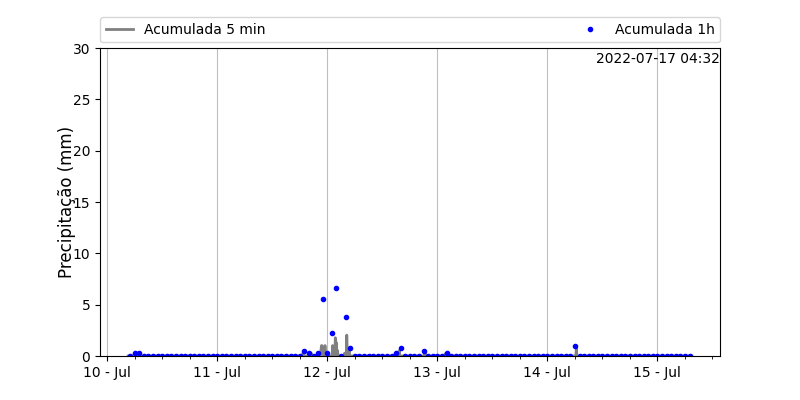 Acumulada 5 min
Acumulada 1h
2022-07-17 04:32
Precipitação (mm)
30
25
20
15
10
5
0
10 - Jul
11 - Jul
12 - Jul
13 - Jul
14 - Jul
15 - Jul